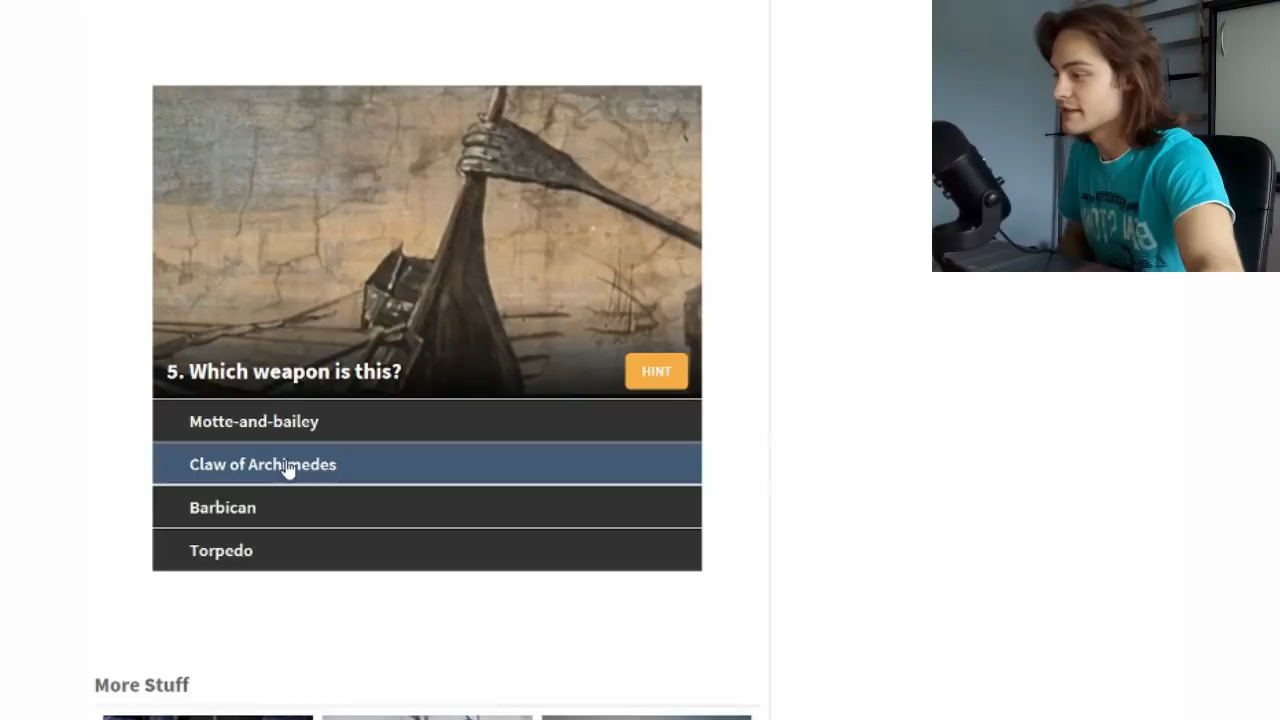 5. Which weapon is this?
HINT
Motte-and-bailey
Claw of Archimedes
Barbican
Torpedo
More Stuff